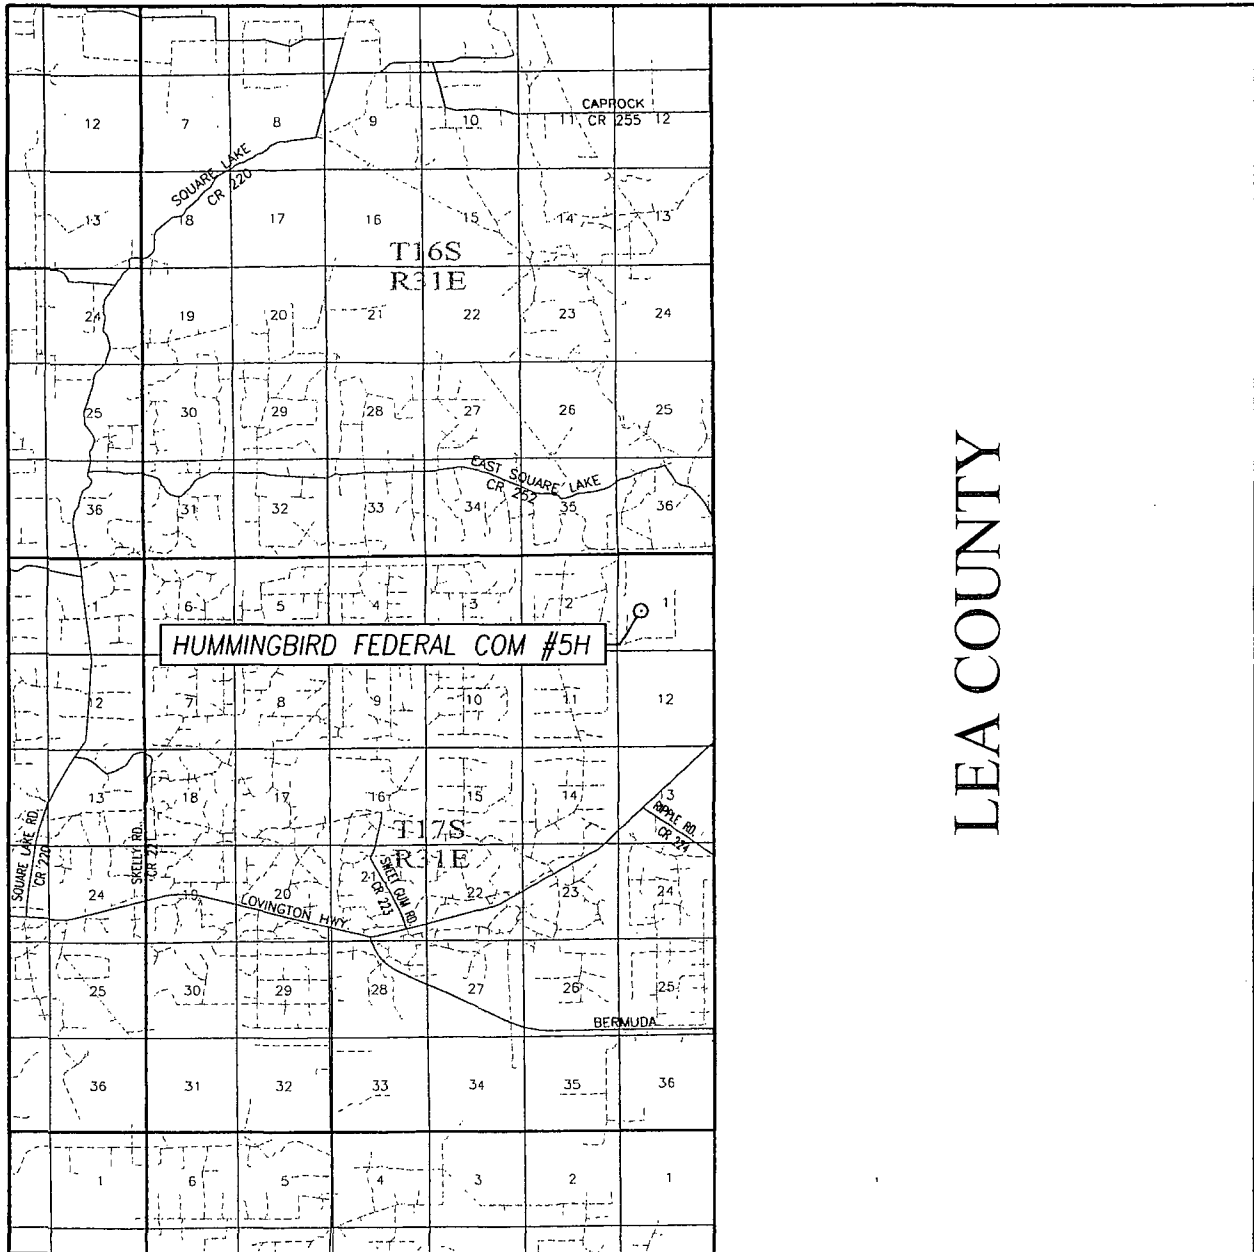 CAPROCK
12 7 8 9 10 11 CR 255 12
SQUARE LAKE
CR 220
13 18 17 16 15 14 13
T16S
R31E
24 19 20 21 22 23 24
25 30 29 28 27 26 25
EAST SQUARE LAKE
CR 252
36 31 32 33 34 35 36
1 6 5 4 3 2 1
HUMMINGBIRD FEDERAL COM #5H
12 7 8 9 10 11 12
13 18 17 16 15 14 13
RIPPLE RD.
CR 224
T17S
R31E
SQUARE LAKE RD.
CR 220
SKELLY RD.
CR 221
SWEET GUM RD.
CR 223
24 19 20 21 22 23 24
LOVINGTON HWY
25 30 29 28 27 26 25
BERMUDA
36 31 32 33 34 35 36
1 6 5 4 3 2 1
LEA COUNTY